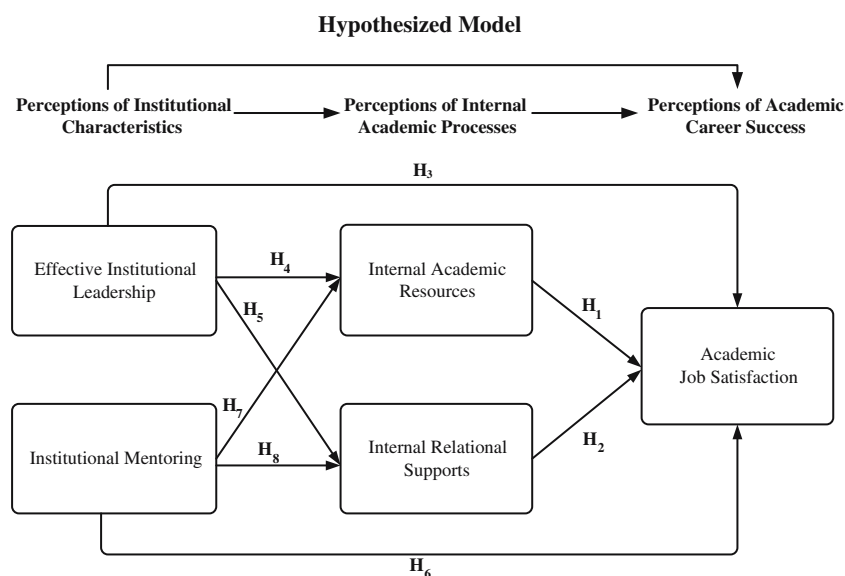 Hypothesized Model
Perceptions of Institutional
Characteristics
Perceptions of Internal
Academic Processes
Perceptions of Academic
Career Success
H₃
Effective Institutional
Leadership
H₄
H₅
Internal Academic
Resources
H₁
Academic
Job Satisfaction
H₇
H₈
Institutional Mentoring
Internal Relational
Supports
H₂
H₆